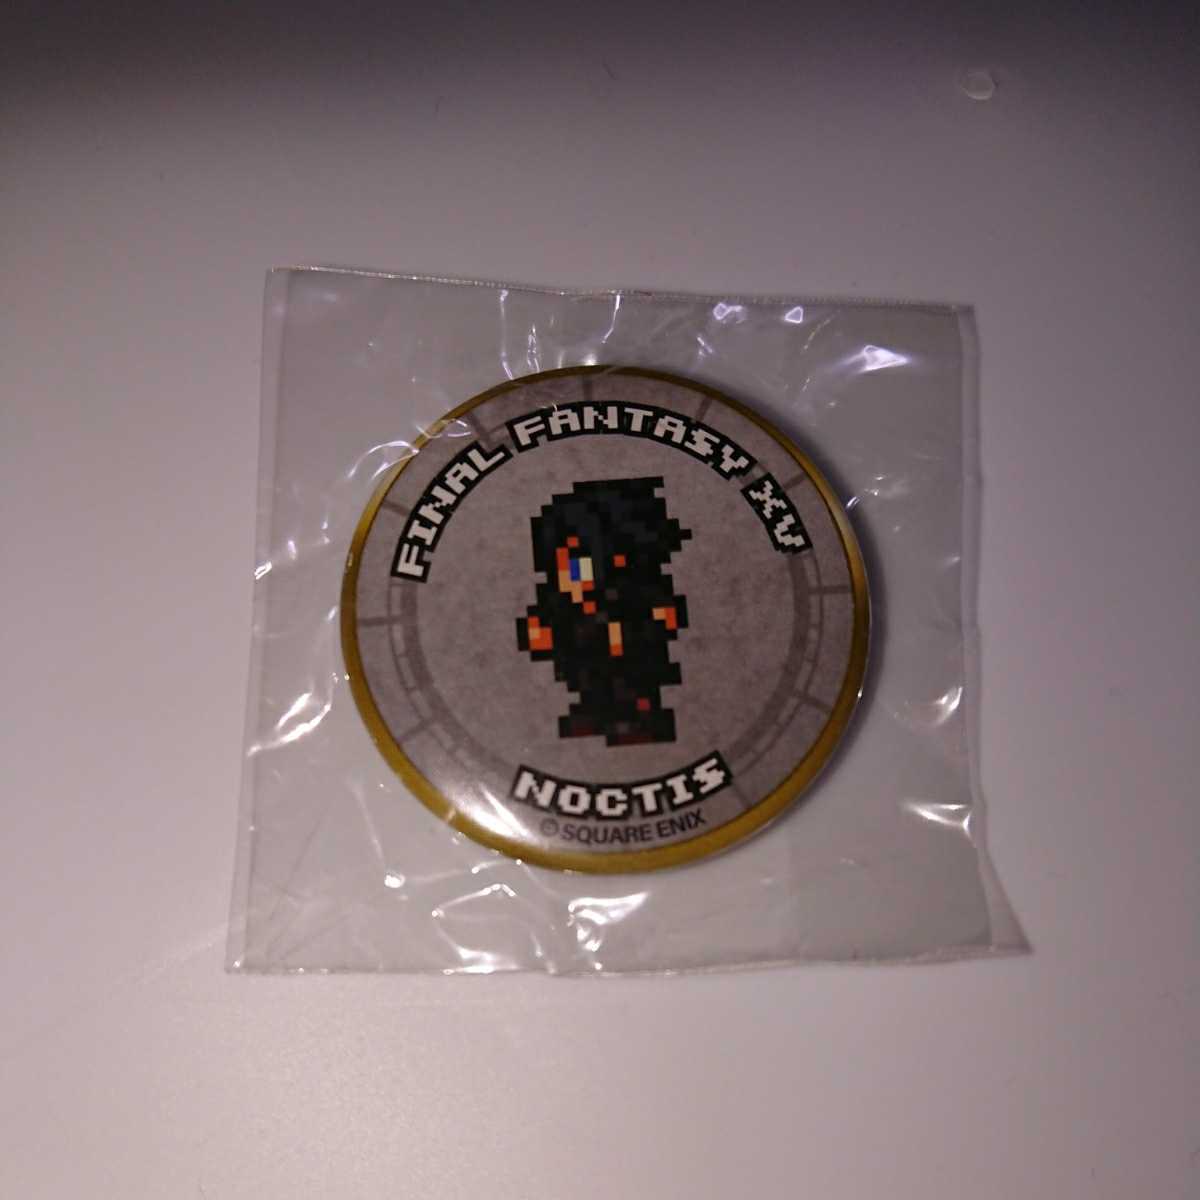 FINAL FANTASY XV
NOCTIS
© SQUARE ENIX